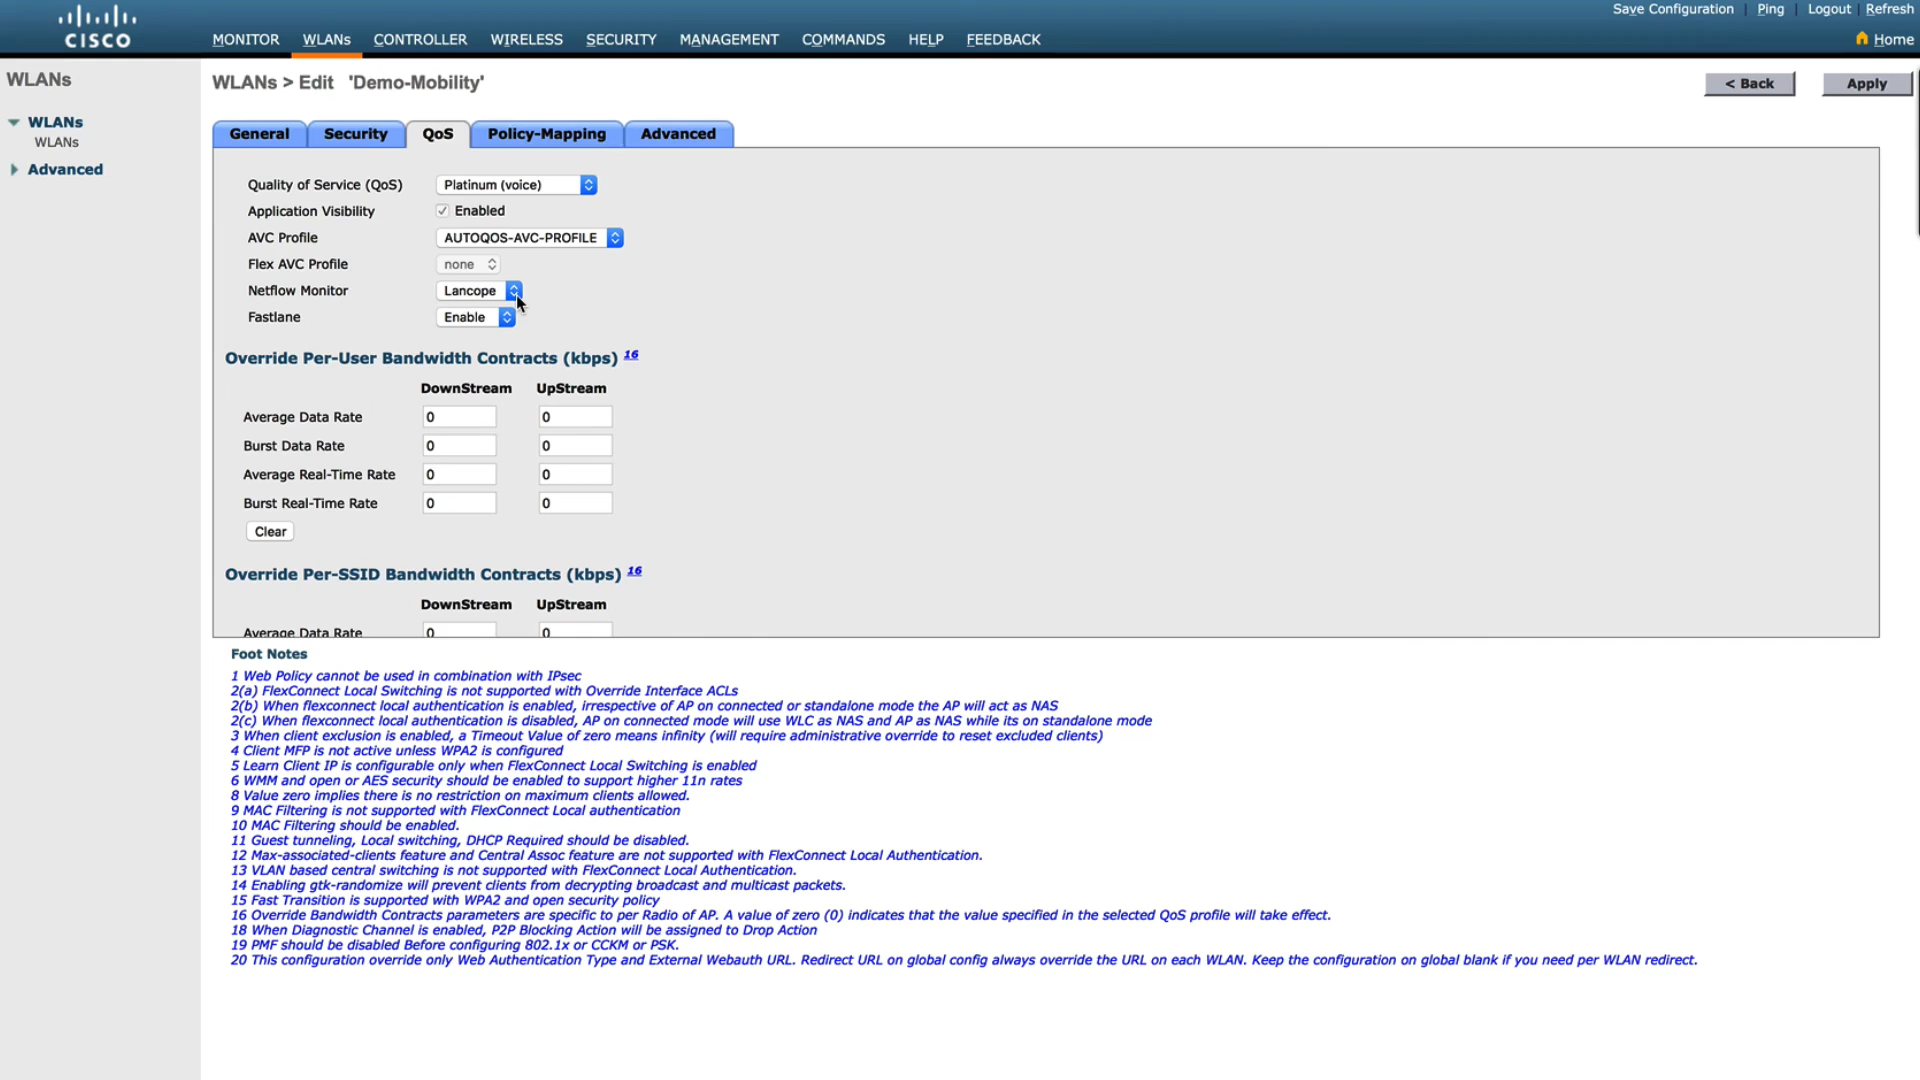 Save Configuration | Ping | Logout | Refresh
CISCO
MONITOR WLANs CONTROLLER WIRELESS SECURITY MANAGEMENT COMMANDS HELP FEEDBACK
Home
WLANs
WLANs > Edit 'Demo-Mobility'
< Back
Apply
WLANs
WLANs
Advanced
General Security QoS Policy-Mapping Advanced
Quality of Service (QoS) Platinum (voice)
Application Visibility Enabled
AVC Profile AUTOQOS-AVC-PROFILE
Flex AVC Profile none
Netflow Monitor Lancope
Fastlane Enable
Override Per-User Bandwidth Contracts (kbps) 16
DownStream UpStream
Average Data Rate 0 0
Burst Data Rate 0 0
Average Real-Time Rate 0 0
Burst Real-Time Rate 0 0
Clear
Override Per-SSID Bandwidth Contracts (kbps) 16
DownStream UpStream
Average Data Rate 0 0
Foot Notes
1 Web Policy cannot be used in combination with IPsec
2(a) FlexConnect Local Switching is not supported with Override Interface ACLs
2(b) When flexconnect local authentication is enabled, irrespective of AP on connected or standalone mode the AP will act as NAS
2(c) When flexconnect local authentication is disabled, AP on connected mode will use WLC as NAS and AP as NAS while its on standalone mode
3 When client exclusion is enabled, a Timeout Value of zero means infinity (will require administrative override to reset excluded clients)
4 Client MFP is not active unless WPA2 is configured
5 Learn Client IP is configurable only when FlexConnect Local Switching is enabled
6 WMM and open or AES security should be enabled to support higher 11n rates
8 Value zero implies there is no restriction on maximum clients allowed.
9 MAC Filtering is not supported with FlexConnect Local authentication
10 MAC Filtering should be enabled.
11 Guest tunneling, Local switching, DHCP Required should be disabled.
12 Max-associated-clients feature and Central Assoc feature are not supported with FlexConnect Local Authentication.
13 VLAN based central switching is not supported with FlexConnect Local Authentication.
14 Enabling gtk-randomize will prevent clients from decrypting broadcast and multicast packets.
15 Fast Transition is supported with WPA2 and open security policy
16 Override Bandwidth Contracts parameters are specific to per Radio of AP. A value of zero (0) indicates that the value specified in the selected QoS profile will take effect.
18 When Diagnostic Channel is enabled, P2P Blocking Action will be assigned to Drop Action
19 PMF should be disabled Before configuring 802.1x or CCKM or PSK.
20 This configuration override only Web Authentication Type and External Webauth URL. Redirect URL on global config always override the URL on each WLAN. Keep the configuration on global blank if you need per WLAN redirect.